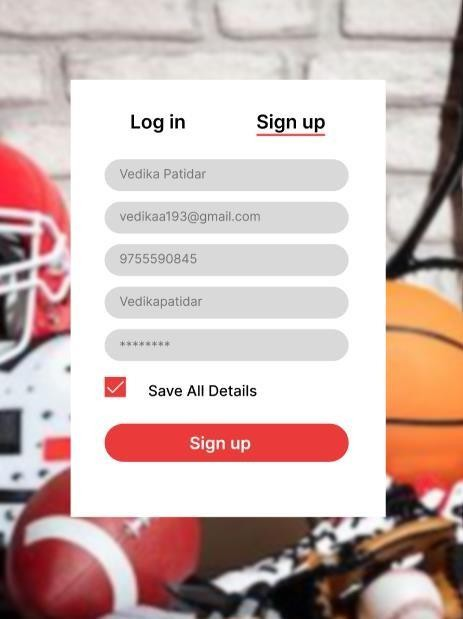 Log in Sign up
Vedika Patidar
vedikaa193@gmail.com
9755590845
Vedikapatidar
********
Save All Details
Sign up